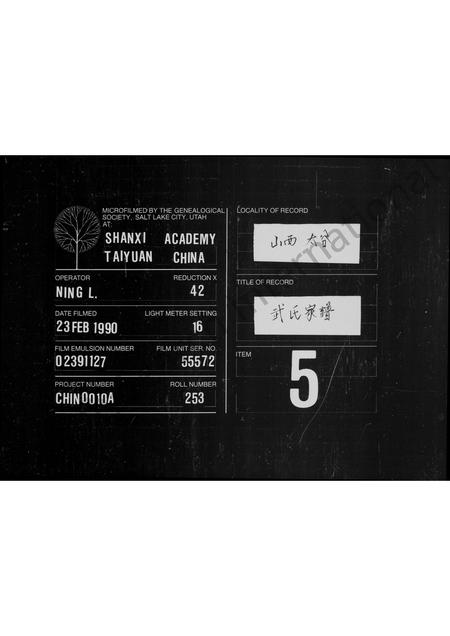 MICROFILMED BY THE GENEALOGICAL
SOCIETY, SALT LAKE CITY, UTAH
AT:
SHANXI ACADEMY
TAIYUAN CHINA
OPERATOR REDUCTION X
NING L. 42
DATE FILMED LIGHT METER SETTING
23 FEB 1990 16
FILM EMULSION NUMBER FILM UNIT SER. NO.
02391127 55572
PROJECT NUMBER ROLL NUMBER
CHIN0010A 253
LOCALITY OF RECORD
山西 太谷
TITLE OF RECORD
武氏家譜
ITEM
5